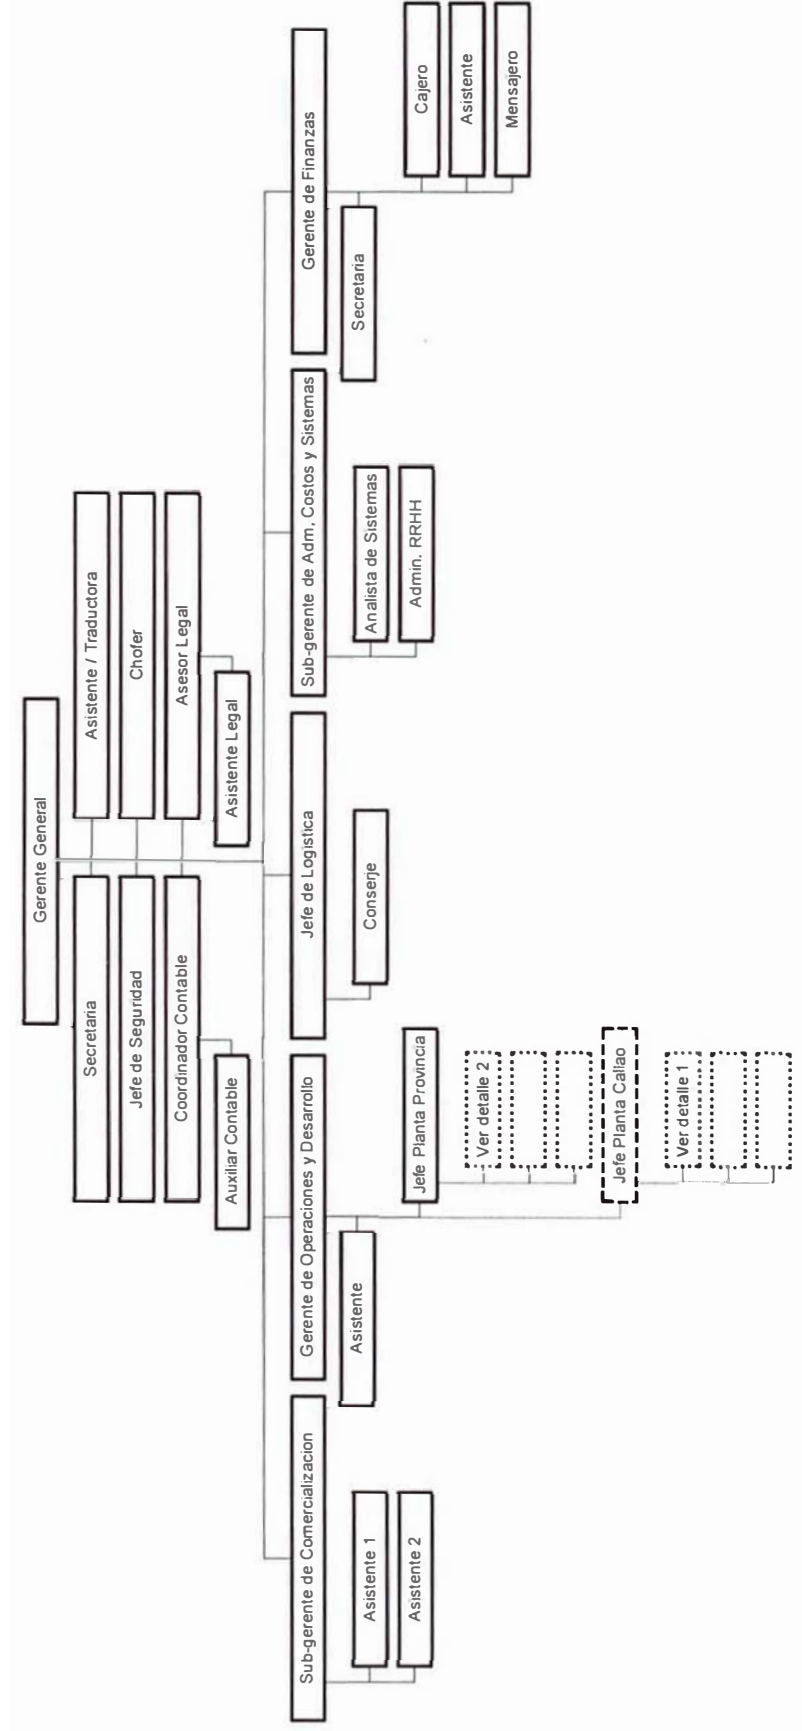 Gerente General
Secretaria
Asistente / Traductora
Jefe de Seguridad
Chofer
Coordinador Contable
Asesor Legal
Auxiliar Contable
Asistente Legal
Sub-gerente de Comercializacion
Asistente 1
Asistente 2
Gerente de Operaciones y Desarrollo
Asistente
Jefe Planta Provincia
Ver detalle 2
Jefe Planta Callao
Ver detalle 1
Jefe de Logistica
Conserje
Sub-gerente de Adm, Costos y Sistemas
Analista de Sistemas
Admin. RRHH
Gerente de Finanzas
Secretaria
Cajero
Asistente
Mensajero